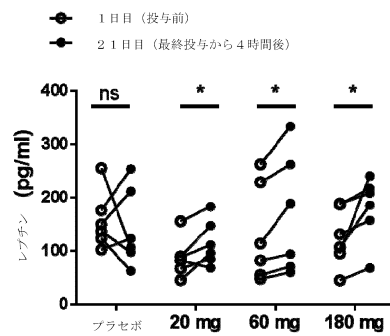 1日目（投与前）
21日目（最終投与から4時間後）
ns * * *
400
300
200
100
0
レプチン (pg/ml)
プラセボ 20 mg 60 mg 180 mg